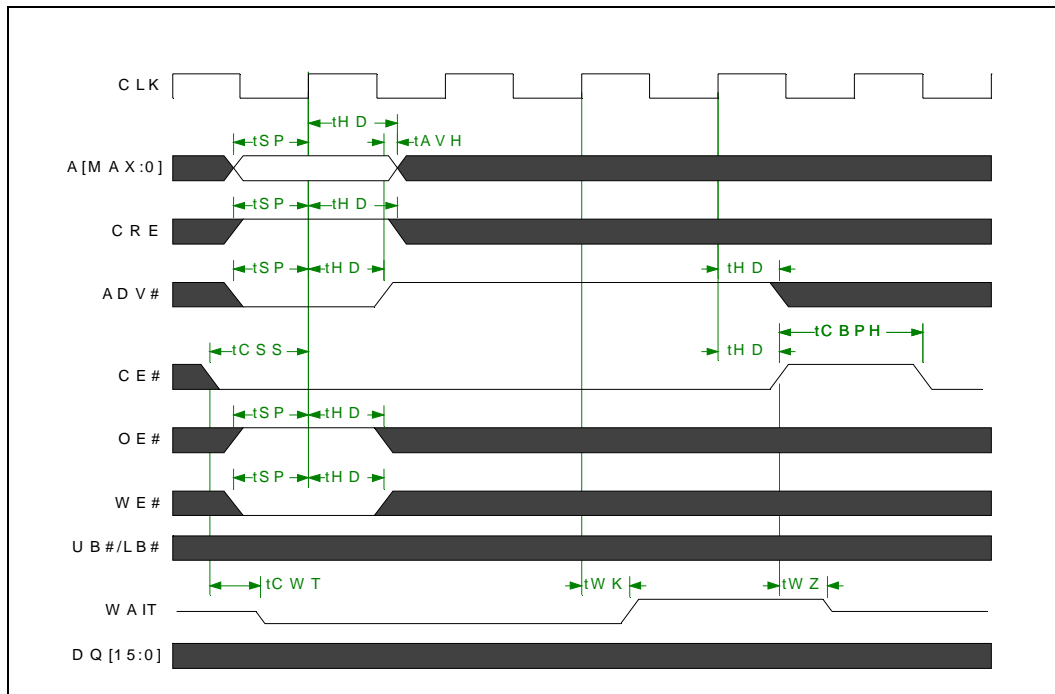 CLK
tHD
tSP tAVH
A[MAX:0]
tSP tHD
CRE
tSP tHD tHD
ADV#
tCBPH
tCSS tHD
CE#
tSP tHD
OE#
tSP tHD
WE#
UB#/LB#
tCWT tWK tWZ
WAIT
DQ[15:0]